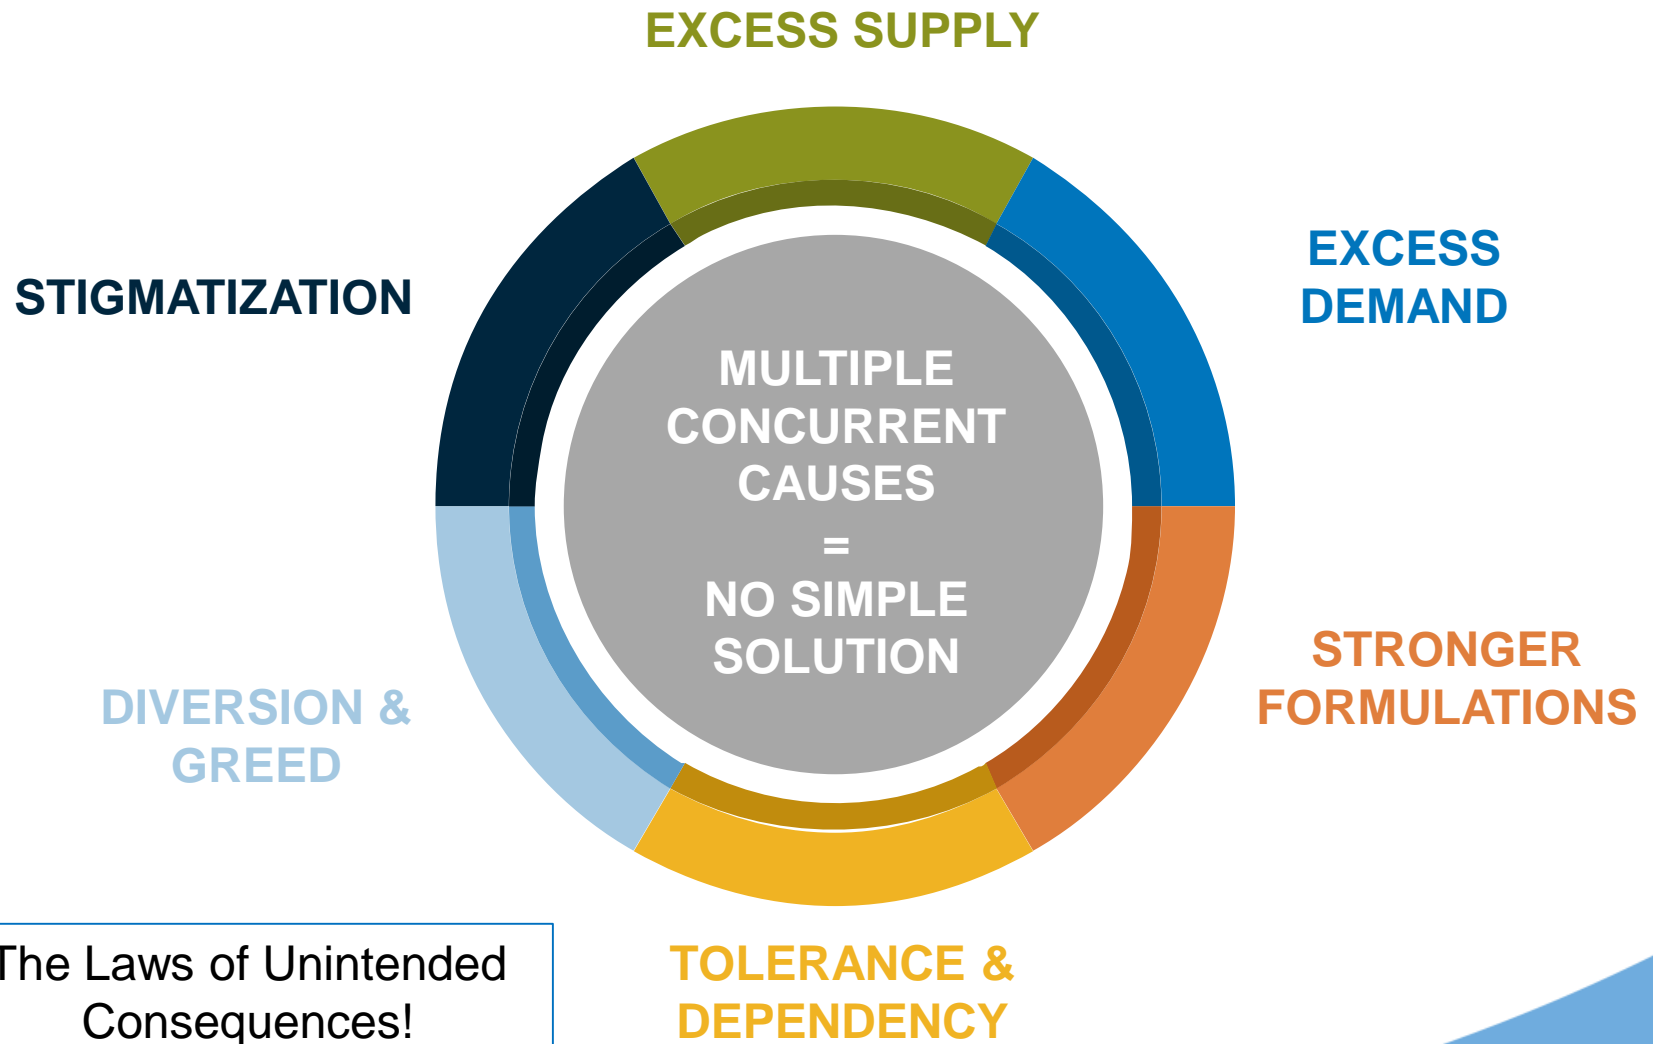 EXCESS SUPPLY
EXCESS
DEMAND
STIGMATIZATION
MULTIPLE
CONCURRENT
CAUSES
=
NO SIMPLE
SOLUTION
STRONGER
FORMULATIONS
DIVERSION &
GREED
TOLERANCE &
DEPENDENCY
The Laws of Unintended
Consequences!